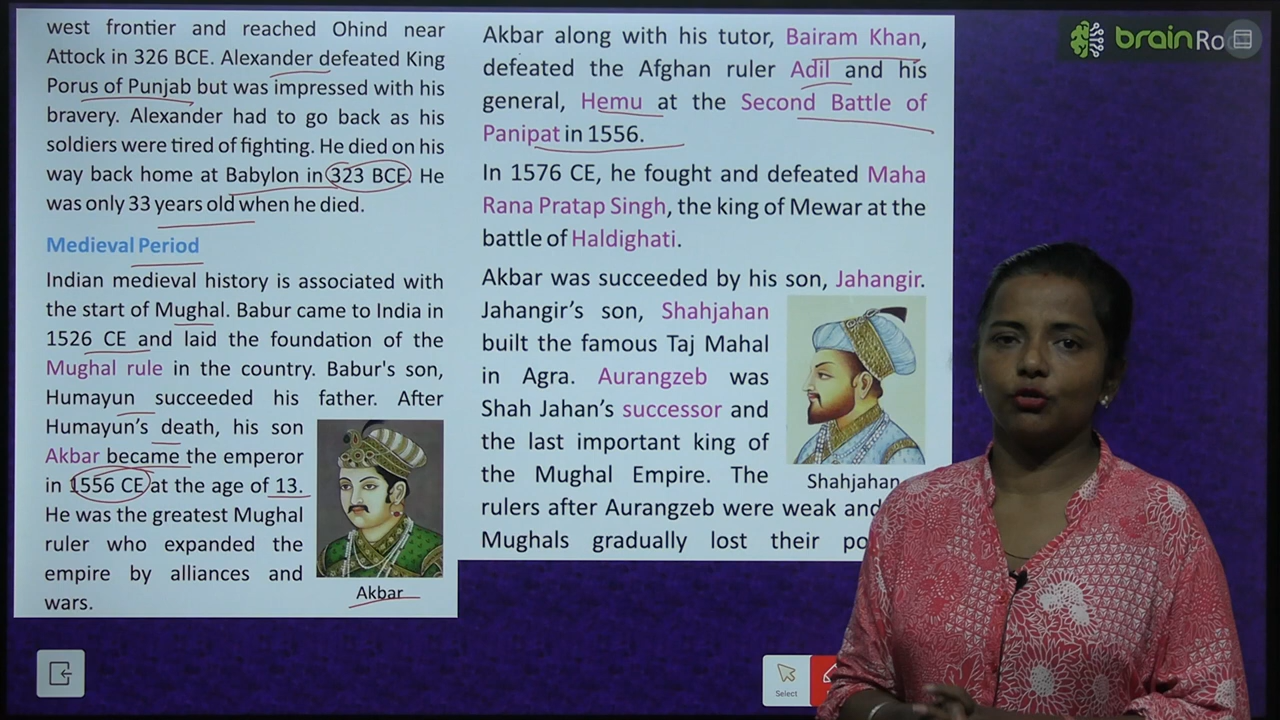 west frontier and reached Ohind near
Attock in 326 BCE. Alexander defeated King
Porus of Punjab but was impressed with his
bravery. Alexander had to go back as his
soldiers were tired of fighting. He died on his
way back home at Babylon in 323 BCE. He
was only 33 years old when he died.
Medieval Period
Indian medieval history is associated with
the start of Mughal. Babur came to India in
1526 CE and laid the foundation of the
Mughal rule in the country. Babur's son,
Humayun succeeded his father. After
Humayun's death, his son
Akbar became the emperor
in 1556 CE at the age of 13.
He was the greatest Mughal
ruler who expanded the
empire by alliances and
wars.
Akbar
Akbar along with his tutor, Bairam Khan,
defeated the Afghan ruler Adil and his
general, Hemu at the Second Battle of
Panipat in 1556.
In 1576 CE, he fought and defeated Maha
Rana Pratap Singh, the king of Mewar at the
battle of Haldighati.
Akbar was succeeded by his son, Jahangir.
Jahangir's son, Shahjahan
built the famous Taj Mahal
in Agra. Aurangzeb was
Shah Jahan's successor and
the last important king of
the Mughal Empire. The
rulers after Aurangzeb were weak and
Mughals gradually lost their
Shahjahan
brain
Select